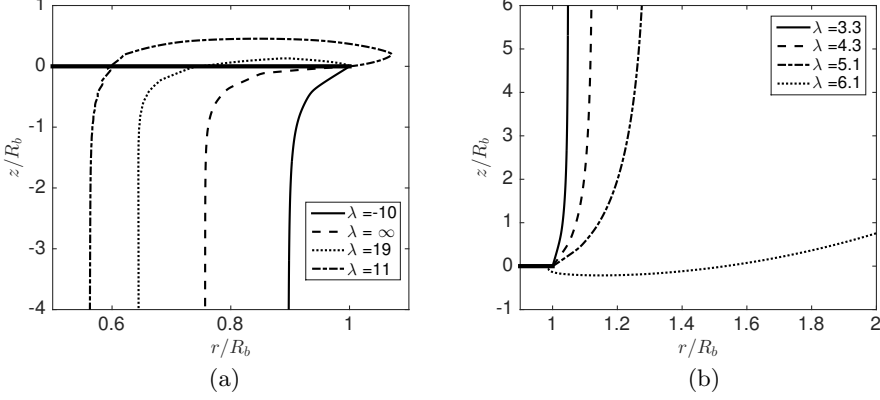 1
0
-1
-2
-3
-4
z/R_b
0.6
0.8
1
r/R_b
λ =-10
λ = ∞
λ =19
λ =11
(a)
6
5
4
3
2
1
0
-1
z/R_b
1
1.2
1.4
1.6
1.8
2
r/R_b
λ =3.3
λ =4.3
λ =5.1
λ =6.1
(b)